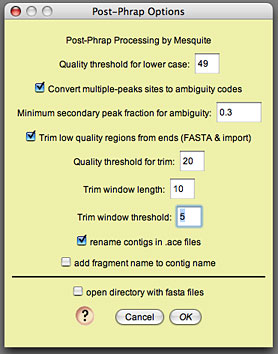 Post-Phrap Options
Post-Phrap Processing by Mesquite
Quality threshold for lower case: 49
Convert multiple-peaks sites to ambiguity codes
Minimum secondary peak fraction for ambiguity: 0.3
Trim low quality regions from ends (FASTA & import)
Quality threshold for trim: 20
Trim window length: 10
Trim window threshold: 5
rename contigs in .ace files
add fragment name to contig name
open directory with fasta files
? Cancel OK